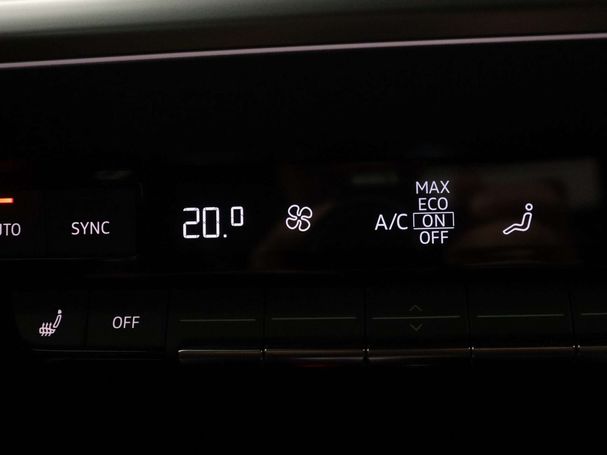 UTO SYNC 20.0 A/C
MAX
ECO
ON
OFF
OFF